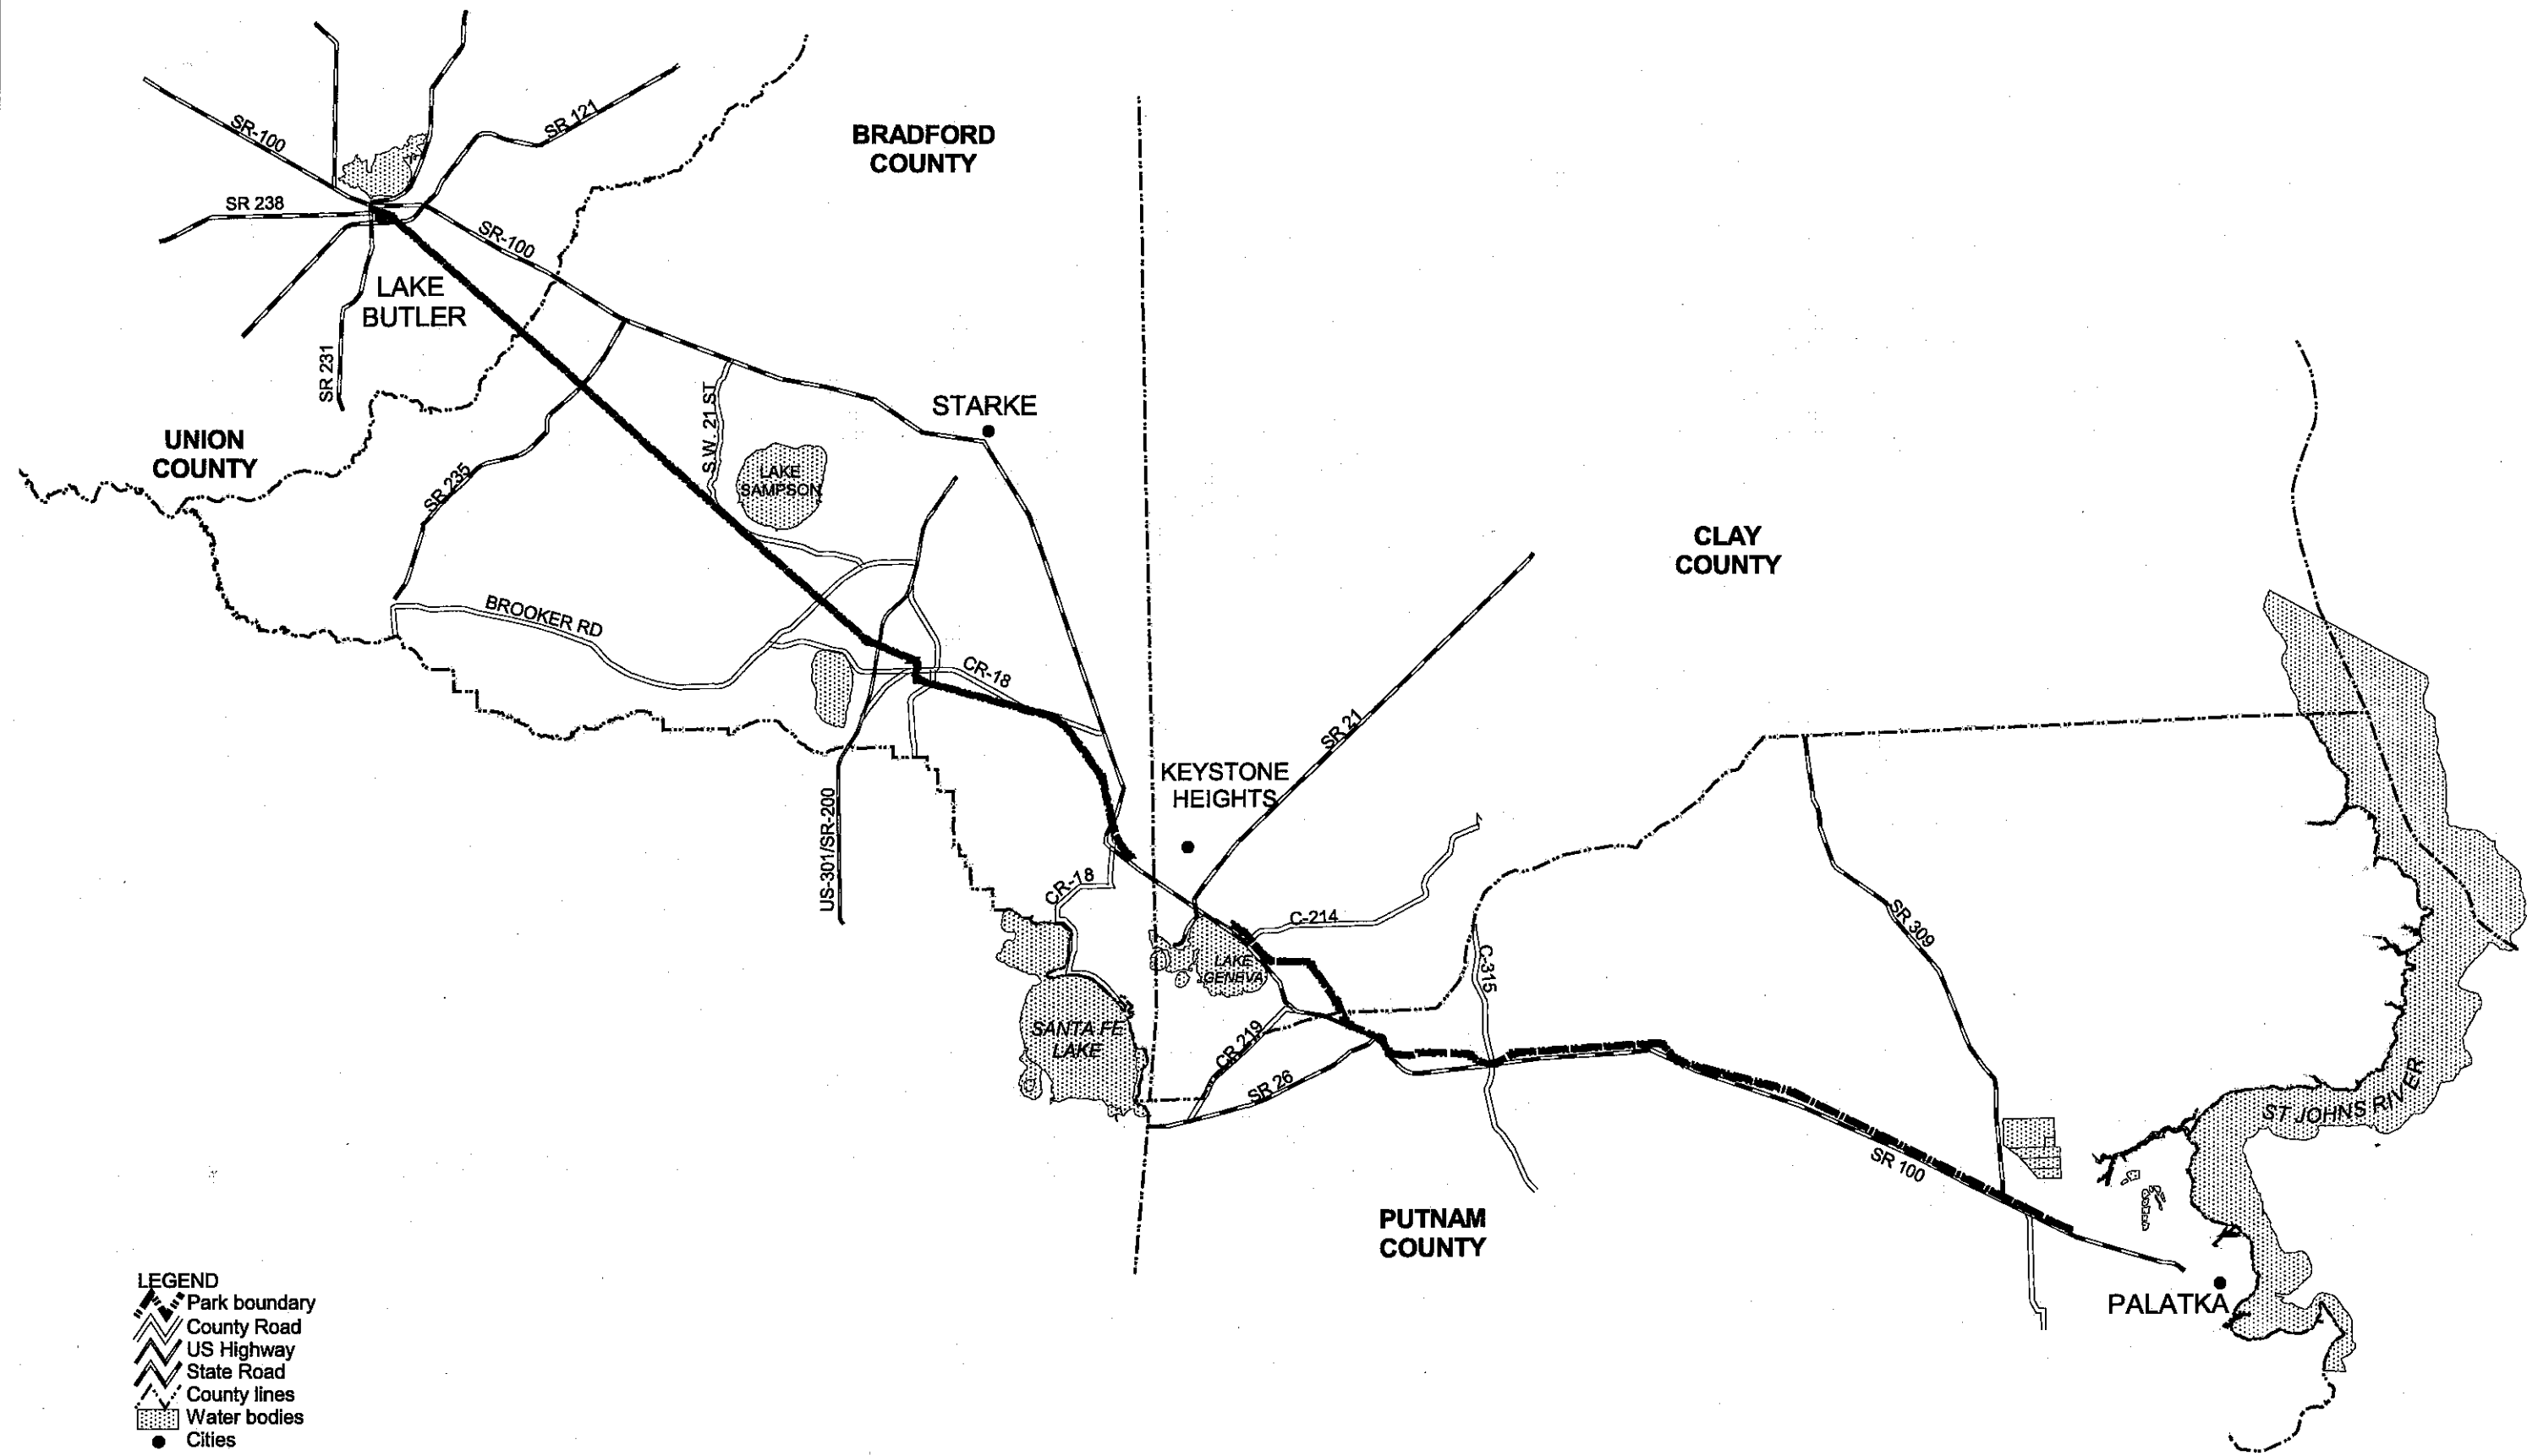 SR-100
SR 121
BRADFORD
COUNTY
SR 238
SR-100
LAKE
BUTLER
SR 231
S.W. 21 ST
STARKE
UNION
COUNTY
SR 235
LAKE
SAMPSON
CLAY
COUNTY
BROOKER RD
CR-18
SR 21
KEYSTONE
HEIGHTS
US-301/SR-200
CR-18
C-214
SR 309
LAKE
GENEVA
C-315
SANTA FE
LAKE
CR 219
SR 26
ST JOHNS RIVER
SR 100
PUTNAM
COUNTY
PALATKA
LEGEND
Park boundary
County Road
US Highway
State Road
County lines
Water bodies
Cities